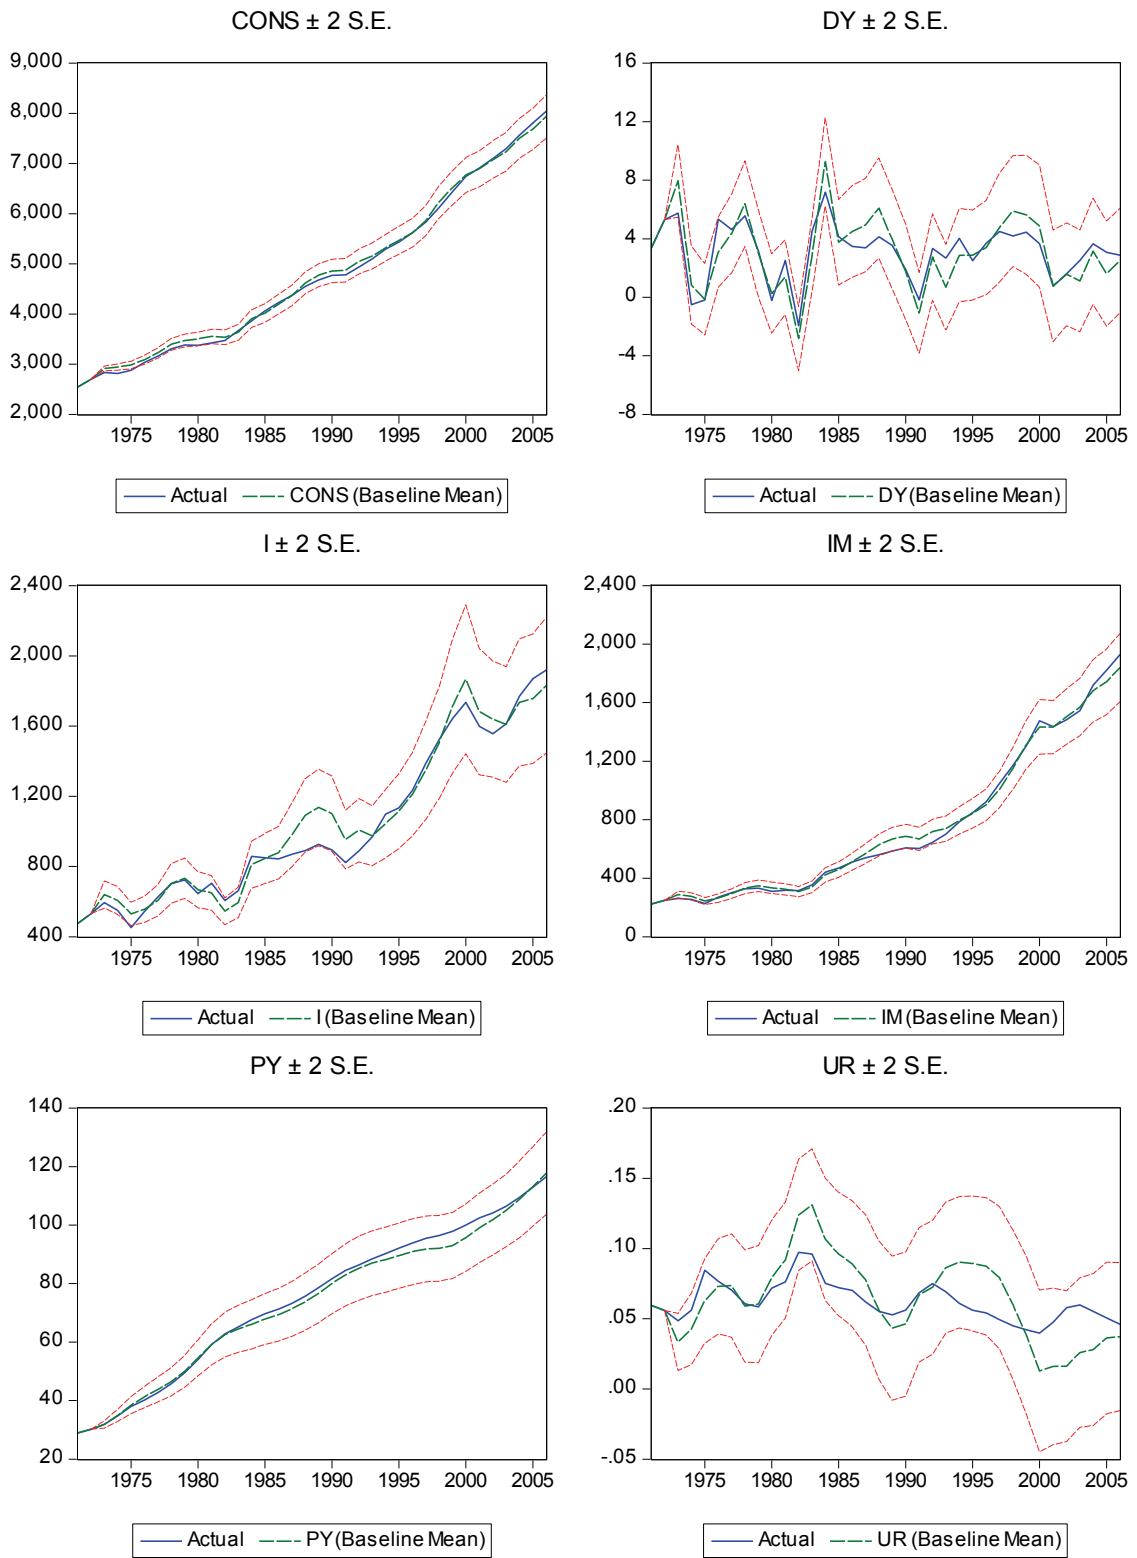 CONS ± 2 S.E.
9,000
8,000
7,000
6,000
5,000
4,000
3,000
2,000
1975 1980 1985 1990 1995 2000 2005
Actual CONS (Baseline Mean)
DY ± 2 S.E.
16
12
8
4
0
-4
-8
1975 1980 1985 1990 1995 2000 2005
Actual DY (Baseline Mean)
I ± 2 S.E.
2,400
2,000
1,600
1,200
800
400
1975 1980 1985 1990 1995 2000 2005
Actual I (Baseline Mean)
IM ± 2 S.E.
2,400
2,000
1,600
1,200
800
400
0
1975 1980 1985 1990 1995 2000 2005
Actual IM (Baseline Mean)
PY ± 2 S.E.
140
120
100
80
60
40
20
1975 1980 1985 1990 1995 2000 2005
Actual PY (Baseline Mean)
UR ± 2 S.E.
.20
.15
.10
.05
.00
-.05
1975 1980 1985 1990 1995 2000 2005
Actual UR (Baseline Mean)